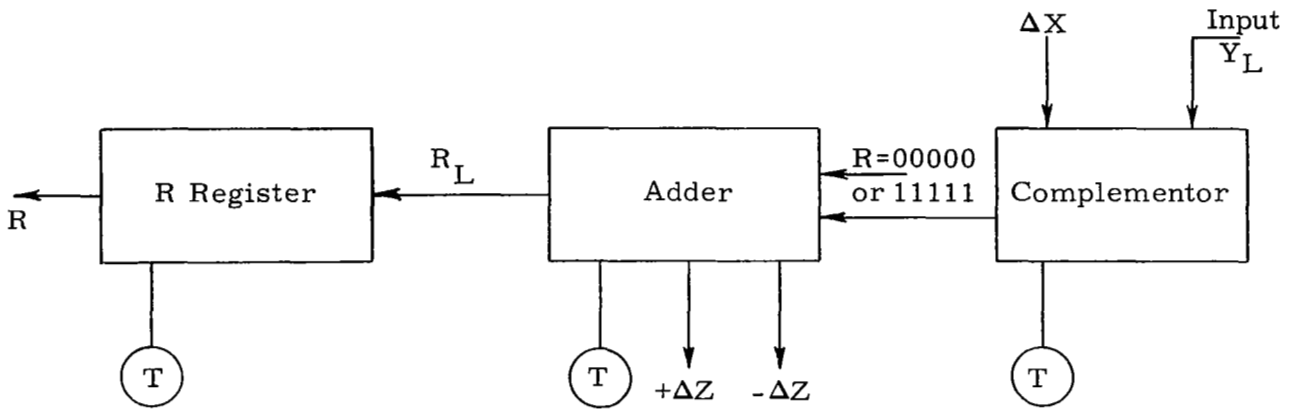 ΔX
Input
Y_L
R Register
R_L
Adder
R=00000
or 11111
Complementor
R
T
T
+ΔZ
-ΔZ
T